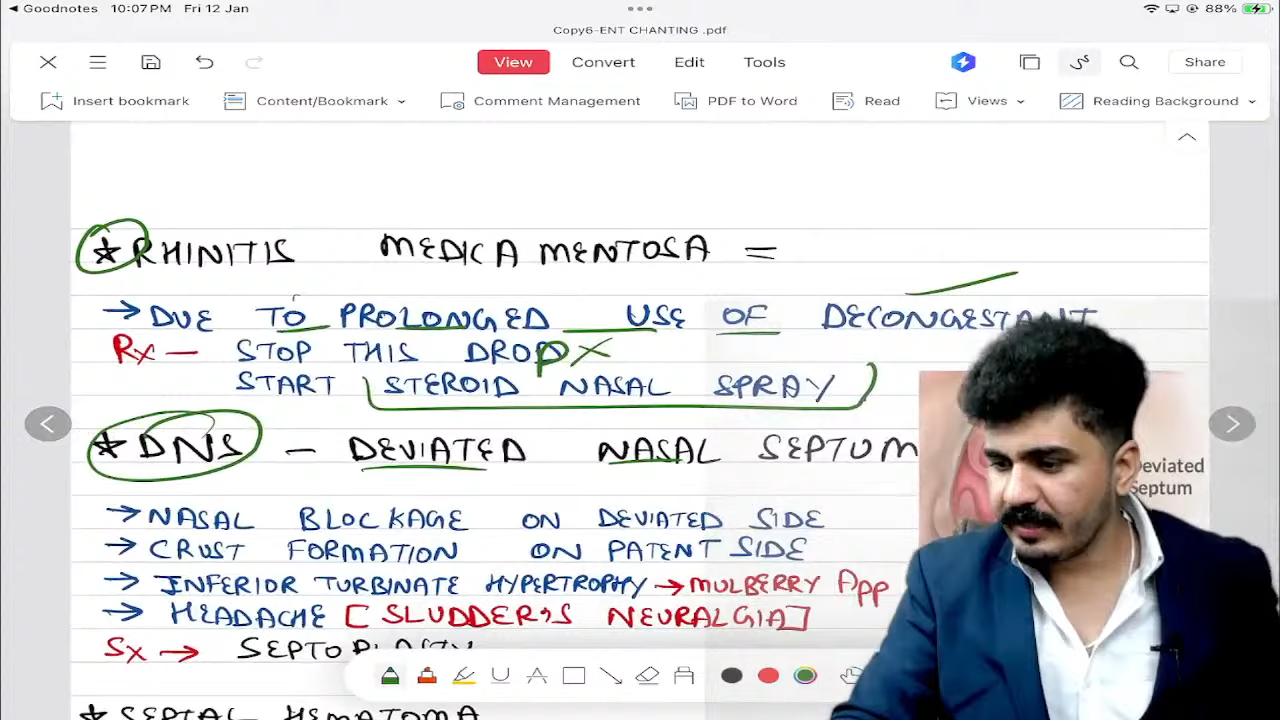 Goodnotes 10:07PM Fri 12 Jan 88%
Copy6-ENT CHANTING .pdf
View Convert Edit Tools Share
Insert bookmark Content/Bookmark Comment Management PDF to Word Read Views Reading Background
★ RHINITIS MEDICA MENTOSA =
→ DUE TO PROLONGED USE OF DECONGESTANT
Rx — STOP THIS DROP X
START STEROID NASAL SPRAY
★ DNS — DEVIATED NASAL SEPTUM
Deviated
Septum
→ NASAL BLOCKAGE ON DEVIATED SIDE
→ CRUST FORMATION ON PATENT SIDE
→ INFERIOR TURBINATE HYPERTROPHY → MULBERRY App
→ HEADACHE [SLUDDER'S NEURALGIA]
Sx → SEPTOPLASTY
★ SEPTAL HEMATOMA